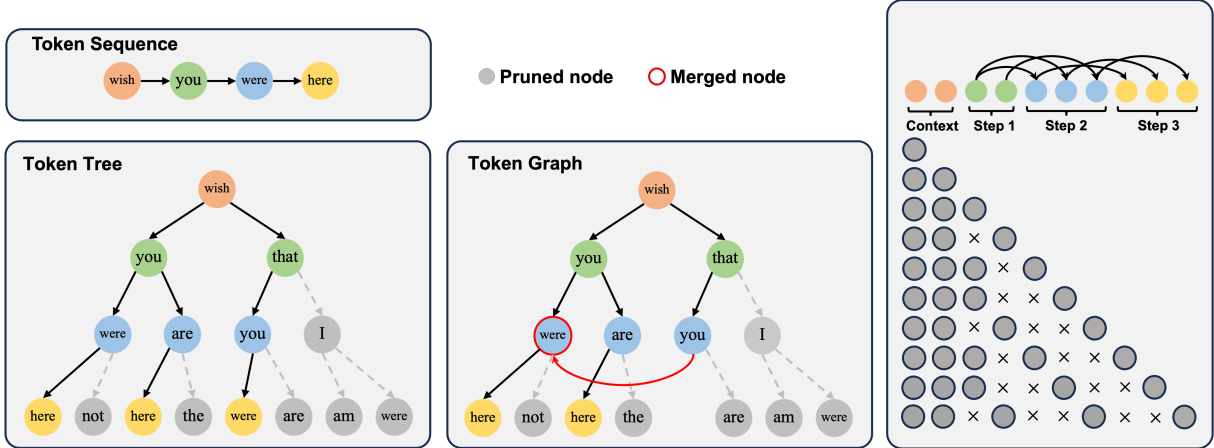 Token Sequence
wish you were here
Pruned node
Merged node
Token Tree
wish
you that
were are you I
here not here the were are am were
Token Graph
wish
you that
were are you I
here not here the are am were
Context Step 1 Step 2 Step 3
× 
×
× ×
× × ×
× × ×
× × × ×
× × × × ×